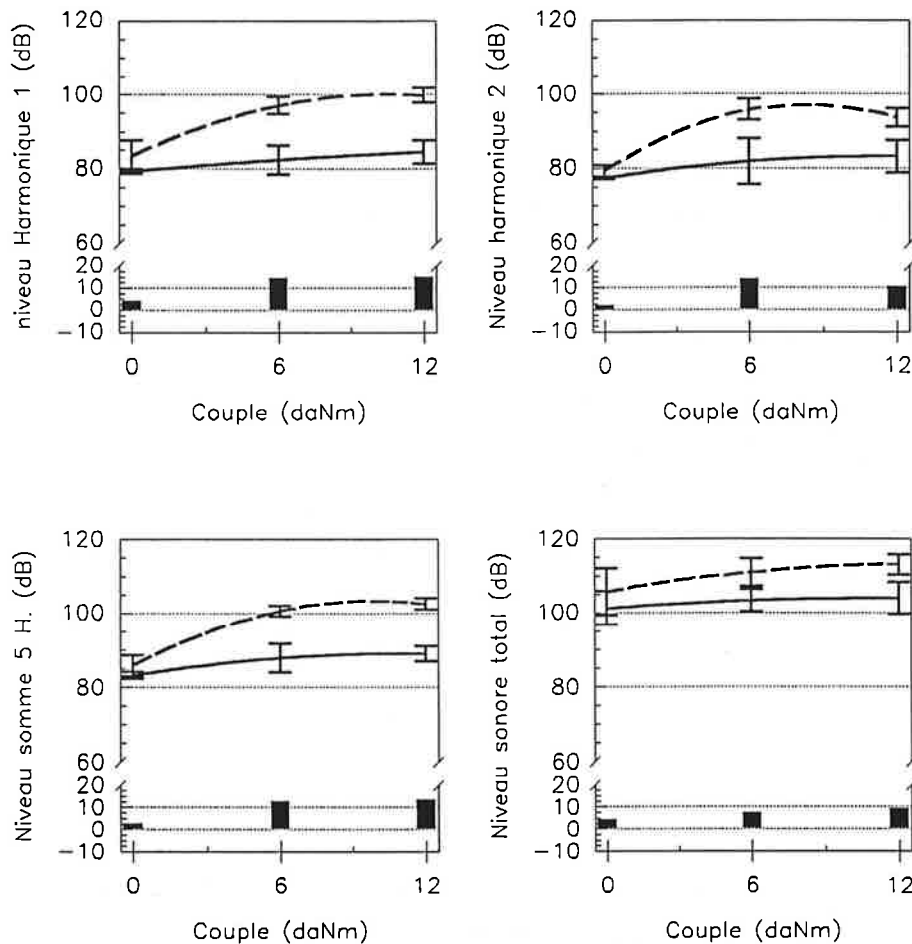 niveau Harmonique 1 (dB)
120
100
80
60
20
10
0
-10
0 6 12
Couple (daNm)
Niveau harmonique 2 (dB)
120
100
80
60
20
10
0
-10
0 6 12
Couple (daNm)
Niveau somme 5 H. (dB)
120
100
80
60
20
10
0
-10
0 6 12
Couple (daNm)
Niveau sonore total (dB)
120
100
80
60
20
10
0
-10
0 6 12
Couple (daNm)